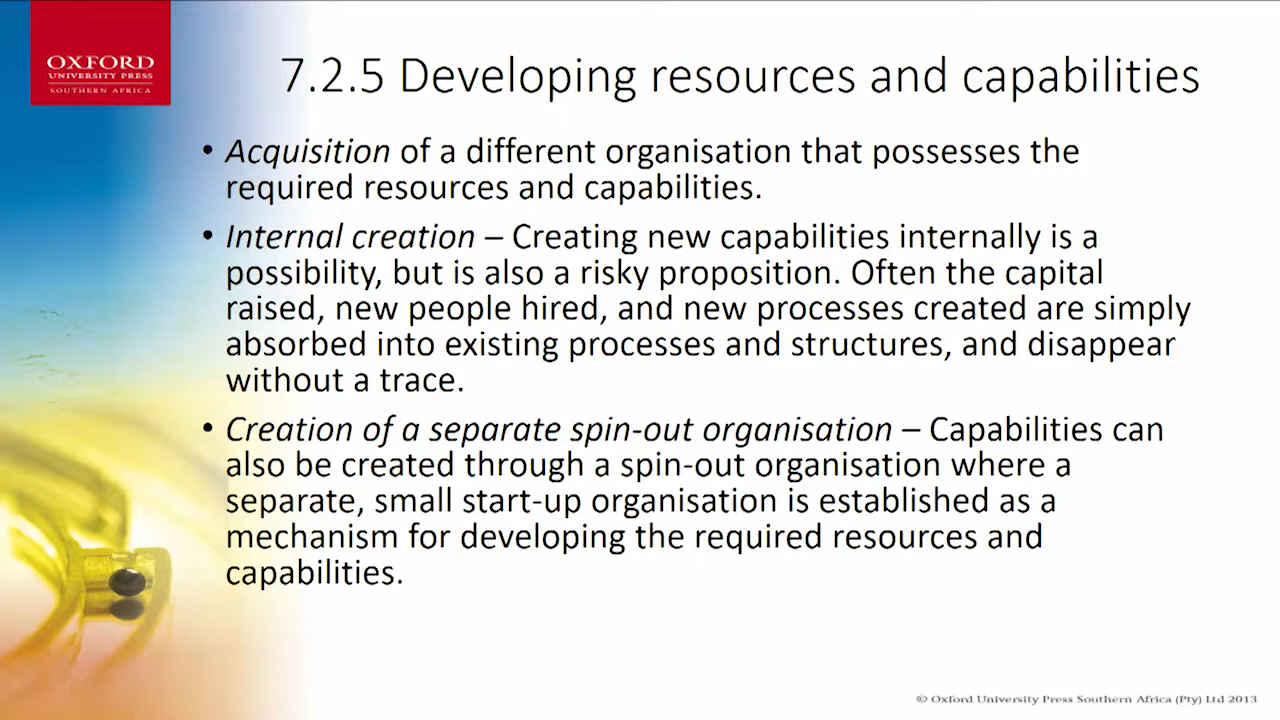 OXFORD
UNIVERSITY PRESS
SOUTHERN AFRICA
7.2.5 Developing resources and capabilities
• Acquisition of a different organisation that possesses the
required resources and capabilities.
• Internal creation – Creating new capabilities internally is a
possibility, but is also a risky proposition. Often the capital
raised, new people hired, and new processes created are simply
absorbed into existing processes and structures, and disappear
without a trace.
• Creation of a separate spin-out organisation – Capabilities can
also be created through a spin-out organisation where a
separate, small start-up organisation is established as a
mechanism for developing the required resources and
capabilities.
© Oxford University Press Southern Africa (Pty) Ltd 2013